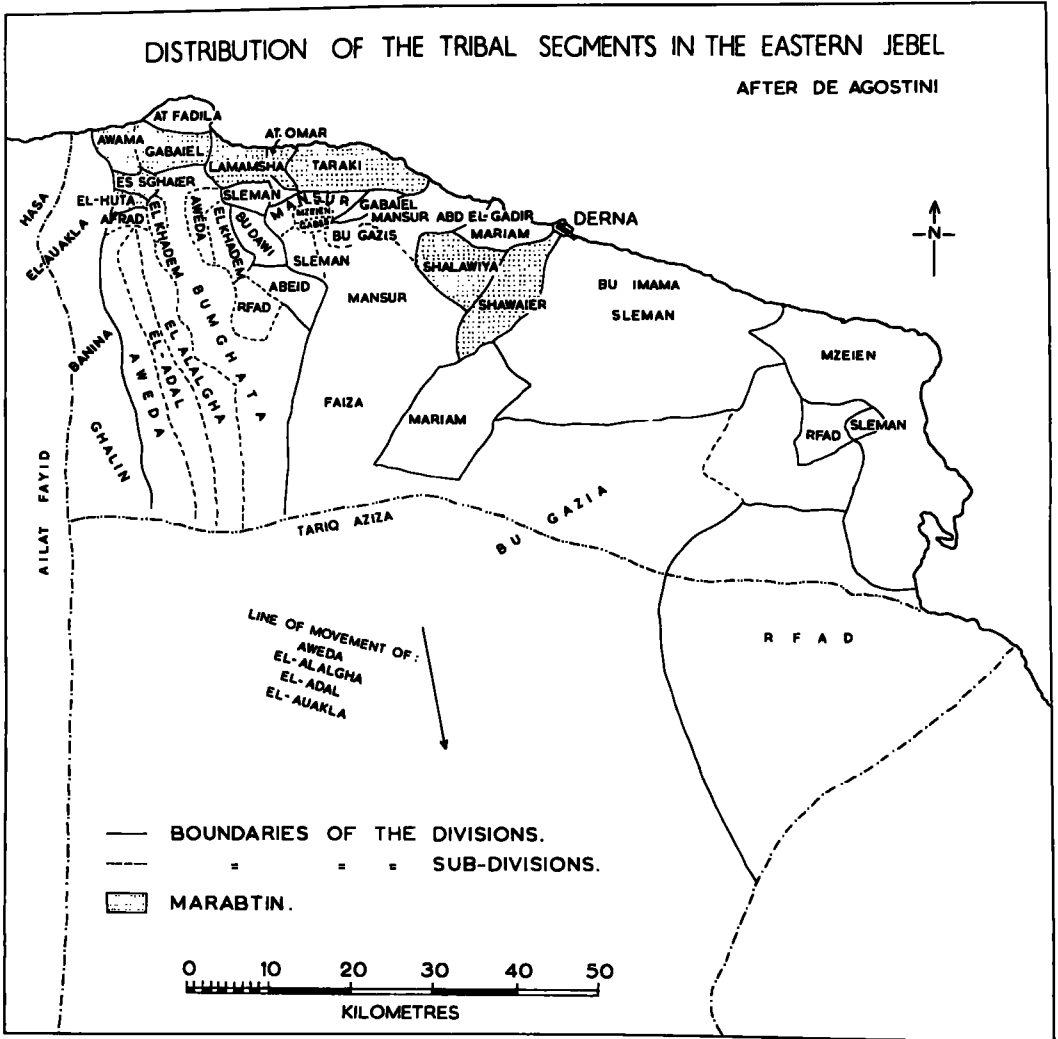 DISTRIBUTION OF THE TRIBAL SEGMENTS IN THE EASTERN JEBEL
AFTER DE AGOSTINI
AT FADILA
AWAMA
GABAIEL
AT OMAR
LAMAMSHA
TARAKI
HASA
ES SGHAIER
EL-HUTA
AFRAD
EL KHADEM
AWEDA
EL KHADEM
BU DAWI
SLEMAN
MANSUR
MZEIEN
GABAIEL
MANSUR
ABD EL-GADIR
MARIAM
DERNA
N
EL-AUAKLA
BU GAZIS
SLEMAN
ABEID
RFAD
MANSUR
SHALAWIYA
SHAWAIER
BU IMAMA
SLEMAN
MZEIEN
BUMGHATA
BANINA
AWEDA
EL-ADAL
EL ALALGHA
FAIZA
MARIAM
RFAD
SLEMAN
GHALIN
AILAT FAYID
TARIQ AZIZA
BU GAZIA
RFAD
LINE OF MOVEMENT OF:
AWEDA
EL-ALALGHA
EL-ADAL
EL-AUAKLA
BOUNDARIES OF THE DIVISIONS.
" " " SUB-DIVISIONS.
MARABTIN.
0 10 20 30 40 50
KILOMETRES